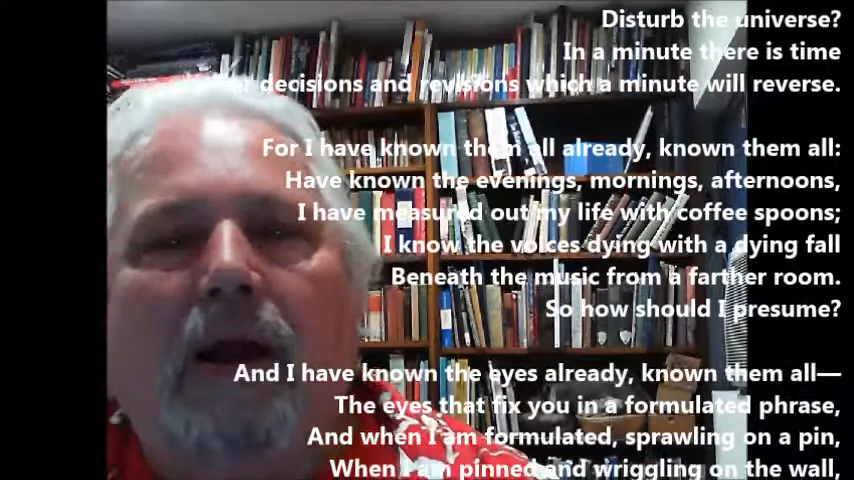 Disturb the universe?
In a minute there is time
For decisions and revisions which a minute will reverse.
For I have known them all already, known them all:
Have known the evenings, mornings, afternoons,
I have measured out my life with coffee spoons;
I know the voices dying with a dying fall
Beneath the music from a farther room.
So how should I presume?
And I have known the eyes already, known them all—
The eyes that fix you in a formulated phrase,
And when I am formulated, sprawling on a pin,
When I am pinned and wriggling on the wall,